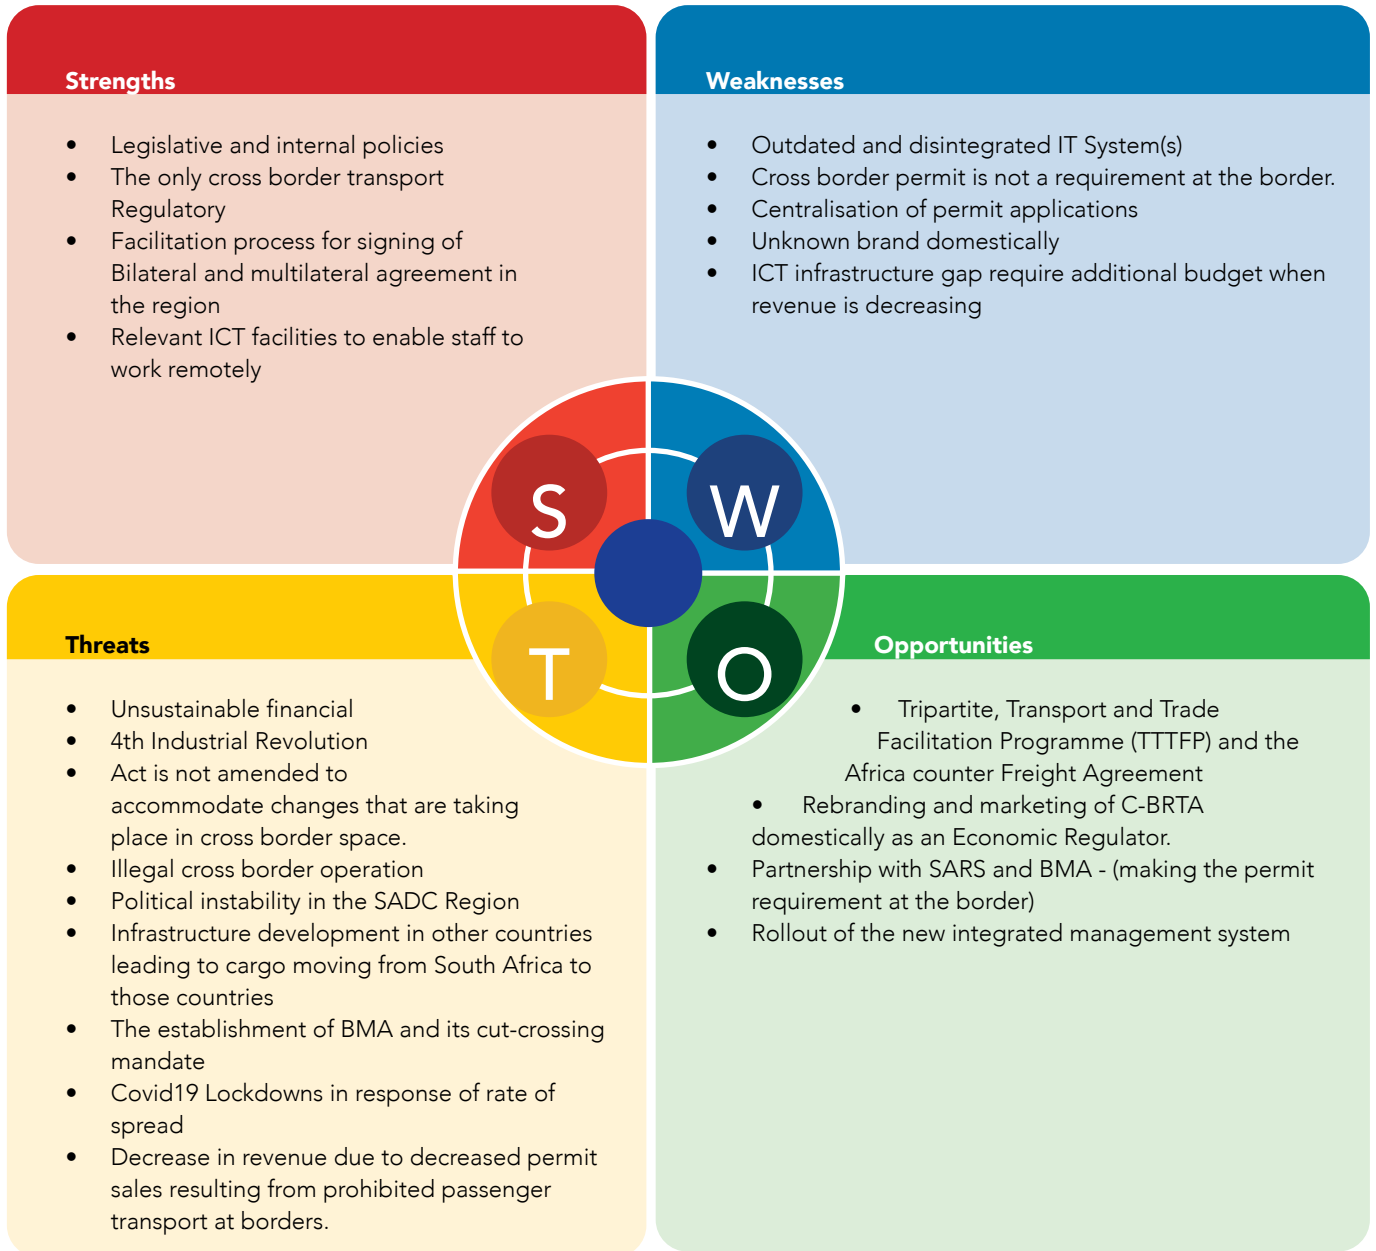 Strengths
• Legislative and internal policies
• The only cross border transport
Regulatory
• Facilitation process for signing of
Bilateral and multilateral agreement in
the region
• Relevant ICT facilities to enable staff to
work remotely
Weaknesses
• Outdated and disintegrated IT System(s)
• Cross border permit is not a requirement at the border.
• Centralisation of permit applications
• Unknown brand domestically
• ICT infrastructure gap require additional budget when
revenue is decreasing
S
W
T
O
Threats
• Unsustainable financial
• 4th Industrial Revolution
• Act is not amended to
accommodate changes that are taking
place in cross border space.
• Illegal cross border operation
• Political instability in the SADC Region
• Infrastructure development in other countries
leading to cargo moving from South Africa to
those countries
• The establishment of BMA and its cut-crossing
mandate
• Covid19 Lockdowns in response of rate of
spread
• Decrease in revenue due to decreased permit
sales resulting from prohibited passenger
transport at borders.
Opportunities
• Tripartite, Transport and Trade
Facilitation Programme (TTTFP) and the
Africa counter Freight Agreement
• Rebranding and marketing of C-BRTA
domestically as an Economic Regulator.
• Partnership with SARS and BMA - (making the permit
requirement at the border)
• Rollout of the new integrated management system